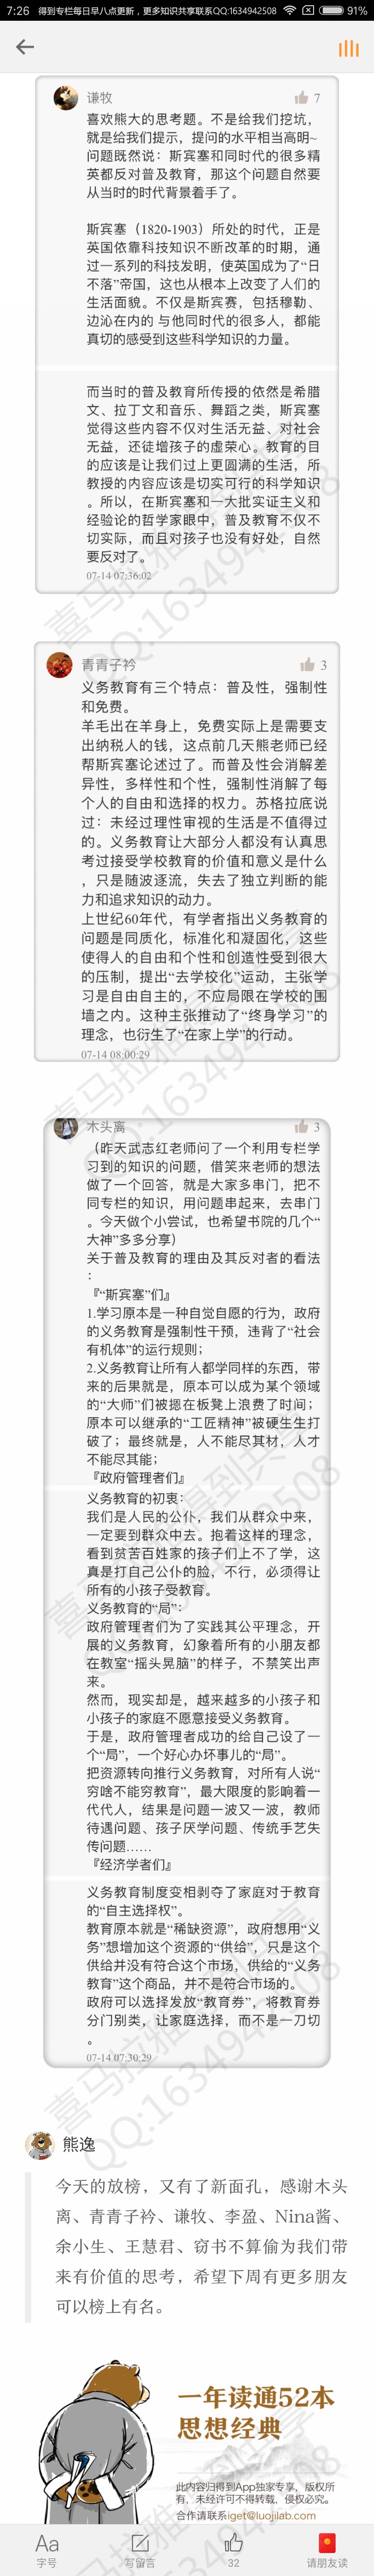 7:26 得到专栏每日早八点更新，更多知识共享联系QQ:1634942508 91%
谦牧 7
喜欢熊大的思考题。不是给我们挖坑，
就是给我们提示，提问的水平相当高明~
问题既然说：斯宾塞和同时代的很多精
英都反对普及教育，那这个问题自然要
从当时的时代背景着手了。
斯宾塞（1820-1903）所处的时代，正是
英国依靠科技知识不断改革的时期，通
过一系列的科技发明，使英国成为了“日
不落”帝国，这也从根本上改变了人们的
生活面貌。不仅是斯宾赛，包括穆勒、
边沁在内的 与他同时代的很多人，都能
真切的感受到这些科学知识的力量。
而当时的普及教育所传授的依然是希腊
文、拉丁文和音乐、舞蹈之类，斯宾塞
觉得这些内容不仅对生活无益、对社会
无益，还徒增孩子的虚荣心。教育的目
的应该是让我们过上更圆满的生活，所
教授的内容应该是切实可行的科学知识
。所以，在斯宾塞和一大批实证主义和
经验论的哲学家眼中，普及教育不仅不
切实际，而且对孩子也没有好处，自然
要反对了。
07-14 07:36:02
青青子衿 3
义务教育有三个特点：普及性，强制性
和免费。
羊毛出在羊身上，免费实际上是需要支
出纳税人的钱，这点前几天熊老师已经
帮斯宾塞论述过了。而普及性会消解差
异性，多样性和个性，强制性消解了每
个人的自由和选择的权力。苏格拉底说
过：未经过理性审视的生活是不值得过
的。义务教育让大部分人都没有认真思
考过接受学校教育的价值和意义是什么
，只是随波逐流，失去了独立判断的能
力和追求知识的动力。
上世纪60年代，有学者指出义务教育的
问题是同质化，标准化和凝固化，这些
使得人的自由和个性和创造性受到很大
的压制，提出“去学校化”运动，主张学
习是自由自主的，不应局限在学校的围
墙之内。这种主张推动了“终身学习”的
理念，也衍生了“在家上学”的行动。
07-14 08:00:29
木头离 3
（昨天武志红老师问了一个利用专栏学
习到的知识的问题，借笑来老师的想法
做了一个回答，就是大家多串门，把不
同专栏的知识，用问题串起来，去串门
。今天做个小尝试，也希望书院的几个“
大神”多多分享）
关于普及教育的理由及其反对者的看法
：
『“斯宾塞”们』
1.学习原本是一种自觉自愿的行为，政府
的义务教育是强制性干预，违背了“社会
有机体”的运行规则；
2.义务教育让所有人都学同样的东西，带
来的后果就是，原本可以成为某个领域
的“大师”们被摁在板凳上浪费了时间；
原本可以继承的“工匠精神”被硬生生打
破了；最终就是，人不能尽其材，人才
不能尽其能；
『政府管理者们』
义务教育的初衷：
我们是人民的公仆，我们从群众中来，
一定要到群众中去。抱着这样的理念，
看到贫苦百姓家的孩子们上不了学，这
真是打自己公仆的脸，不行，必须得让
所有的小孩子受教育。
义务教育的“局”：
政府管理者们为了实践其公平理念，开
展的义务教育，幻象着所有的小朋友都
在教室“摇头晃脑”的样子，不禁笑出声
来。
然而，现实却是，越来越多的小孩子和
小孩子的家庭不愿意接受义务教育。
于是，政府管理者成功的给自己设了一
个“局”，一个好心办坏事儿的“局”。
把资源转向推行义务教育，对所有人说“
穷啥不能穷教育”，最大限度的影响着一
代代人，结果是问题一波又一波，教师
待遇问题、孩子厌学问题、传统手艺失
传问题……
『经济学者们』
义务教育制度变相剥夺了家庭对于教育
的“自主选择权”。
教育原本就是“稀缺资源”，政府想用“义
务”想增加这个资源的“供给”，只是这个
供给并没有符合这个市场，供给的“义务
教育”这个商品，并不是符合市场的。
政府可以选择发放“教育券”，将教育券
分门别类，让家庭选择，而不是一刀切
。
07-14 07:30:29
熊逸
今天的放榜，又有了新面孔，感谢木头
离、青青子衿、谦牧、李盈、Nina酱、
余小生、王慧君、窃书不算偷为我们带
来有价值的思考，希望下周有更多朋友
可以榜上有名。
一年读通52本
思想经典
此内容归得到App独家专享，版权所
有，未经许可不得转载，侵权必究。
合作请联系iget@luojilab.com
Aa
字号 写留言 32 请朋友读
喜马拉雅得到共享
QQ:1634942508